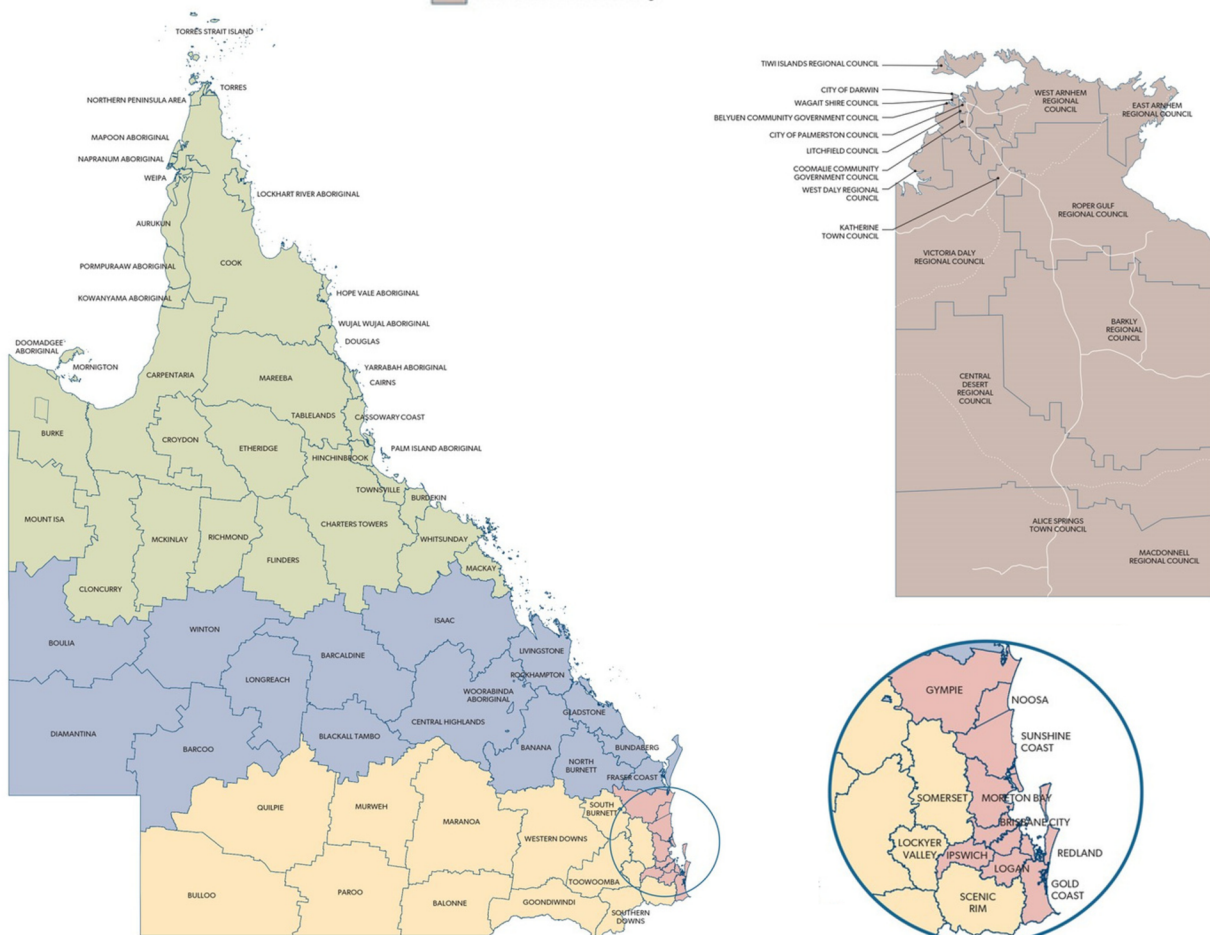 TORRES STRAIT ISLAND
TORRES
NORTHERN PENINSULA AREA
MAPOON ABORIGINAL
NAPRANUM ABORIGINAL
WEIPA
LOCKHART RIVER ABORIGINAL
AURUKUN
COOK
PORMPURAAW ABORIGINAL
KOWANYAMA ABORIGINAL
HOPE VALE ABORIGINAL
WUJAL WUJAL ABORIGINAL
DOUGLAS
DOOMADGEE
ABORIGINAL
MORNINGTON
YARRABAH ABORIGINAL
CAIRNS
CARPENTARIA
MAREEBA
TABLELANDS
CASSOWARY COAST
BURKE
CROYDON
ETHERIDGE
HINCHINBROOK
PALM ISLAND ABORIGINAL
TOWNSVILLE
BURDEKIN
MOUNT ISA
MCKINLAY
RICHMOND
CHARTERS TOWERS
WHITSUNDAY
FLINDERS
MACKAY
CLONCURRY
BOULIA
WINTON
ISAAC
BARCALDINE
LIVINGSTONE
LONGREACH
ROCKHAMPTON
WOORABINDA
ABORIGINAL
GLADSTONE
CENTRAL HIGHLANDS
DIAMANTINA
BARCOO
BLACKALL TAMBO
BANANA
BUNDABERG
NORTH
BURNETT
FRASER COAST
QUILPIE
MURWEH
MARANOA
SOUTH
BURNETT
WESTERN DOWNS
TOOWOOMBA
BULLOO
PAROO
BALONNE
GOONDIWINDI
SOUTHERN
DOWNS
TIWI ISLANDS REGIONAL COUNCIL
CITY OF DARWIN
WAGAIT SHIRE COUNCIL
BELYUEN COMMUNITY GOVERNMENT COUNCIL
CITY OF PALMERSTON COUNCIL
LITCHFIELD COUNCIL
COOMALIE COMMUNITY
GOVERNMENT COUNCIL
WEST DALY REGIONAL
COUNCIL
KATHERINE
TOWN COUNCIL
WEST ARNHEM
REGIONAL
COUNCIL
EAST ARNHEM
REGIONAL COUNCIL
ROPER GULF
REGIONAL COUNCIL
VICTORIA DALY
REGIONAL COUNCIL
BARKLY
REGIONAL
COUNCIL
CENTRAL
DESERT
REGIONAL
COUNCIL
ALICE SPRINGS
TOWN COUNCIL
MACDONNELL
REGIONAL COUNCIL
GYMPIE
NOOSA
SUNSHINE
COAST
SOMERSET
MORETON BAY
BRISBANE CITY
LOCKYER
VALLEY
IPSWICH
REDLAND
LOGAN
GOLD
COAST
SCENIC
RIM